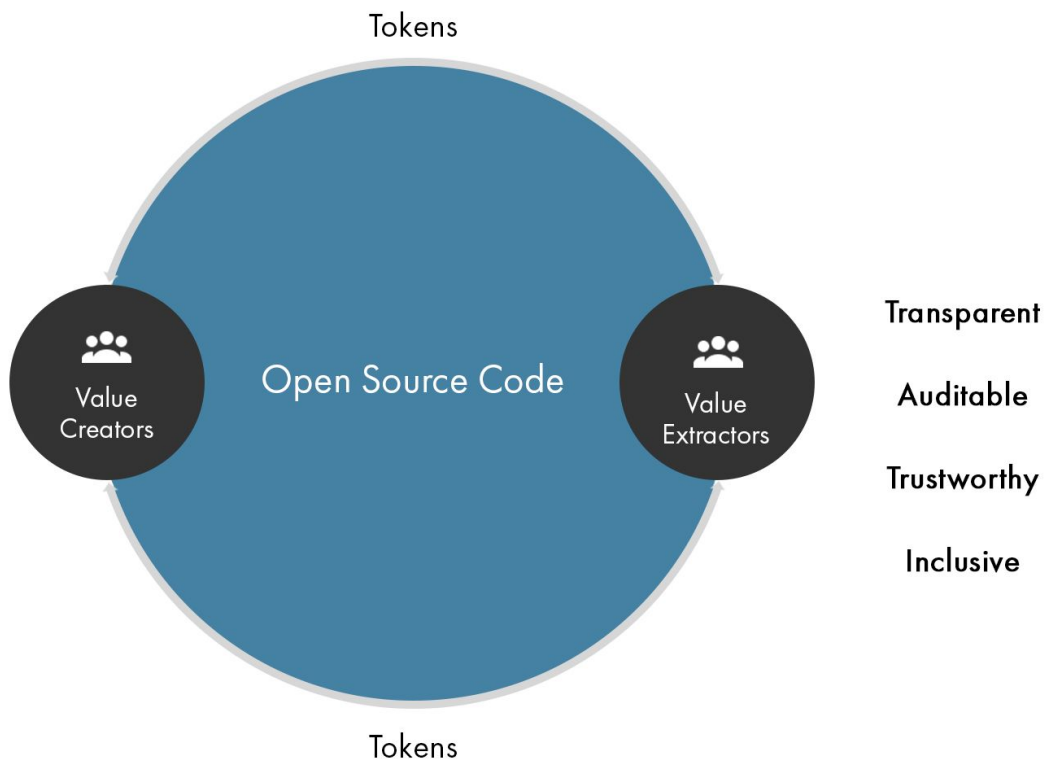 Tokens
Value
Creators
Open Source Code
Value
Extractors
Transparent
Auditable
Trustworthy
Inclusive
Tokens